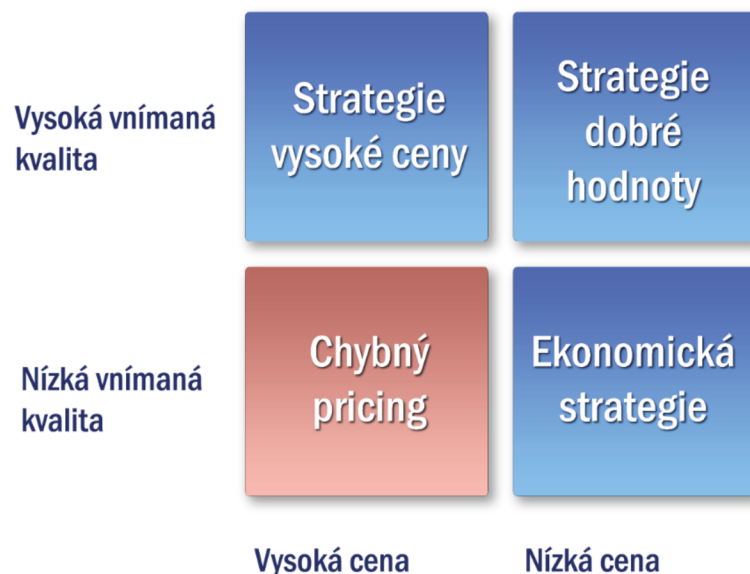 Vysoká vnímaná
kvalita
Strategie
vysoké ceny
Strategie
dobré
hodnoty
Nízká vnímaná
kvalita
Chybný
pricing
Ekonomická
strategie
Vysoká cena
Nízká cena